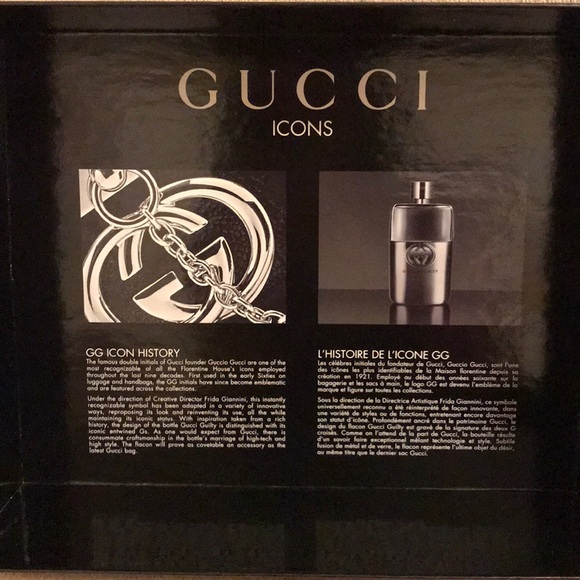 GUCCI
ICONS
GG ICON HISTORY
The famous double initials of Gucci founder Guccio Gucci are one of the
most recognizable of all the Florentine House's icons employed
throughout the last nine decades. First used in the early Sixties on
luggage and handbags, the GG initials have since become emblematic
and are featured across the collections.
Under the direction of Creative Director Frida Giannini, this instantly
recognizable symbol has been adapted in a variety of innovative
ways, reproposing its look and reinventing its use, all the while
maintaining its iconic status. With inspiration taken from a rich
history, the design of the bottle Gucci Guilty is distinguished with its
iconic entwined Gs. As one would expect from Gucci, there is
consummate craftsmanship in the bottle's marriage of high-tech and
high style. The flacon will prove as covetable an accessory as the
latest Gucci bag.
L'HISTOIRE DE L'ICONE GG
Les célèbres initiales du fondateur de Gucci, Guccio Gucci, sont l'une
des icônes les plus identifiables de la Maison florentine depuis sa
création en 1921. Employé au début des années soixante sur la
bagagerie et les sacs à main, le logo GG est devenu l'emblème de la
marque et figure sur toutes les collections.
Sous la direction de la Directrice Artistique Frida Giannini, ce symbole
universellement reconnu a été réinterprété de façon innovante, dans
une variété de styles ou de fonctions, entretenant encore davantage
son statut d'icône. Profondément ancré dans le patrimoine Gucci, le
design du flacon Gucci Guilty est gravé de la signature des deux G
croisés. Comme on l'attend de la part de Gucci, la bouteille résulte
d'un savoir faire exceptionnel mêlant technologie et style. Subtile
fusion de métal et de verre, le flacon représente l'ultime objet du désir,
au même titre que le dernier sac Gucci.